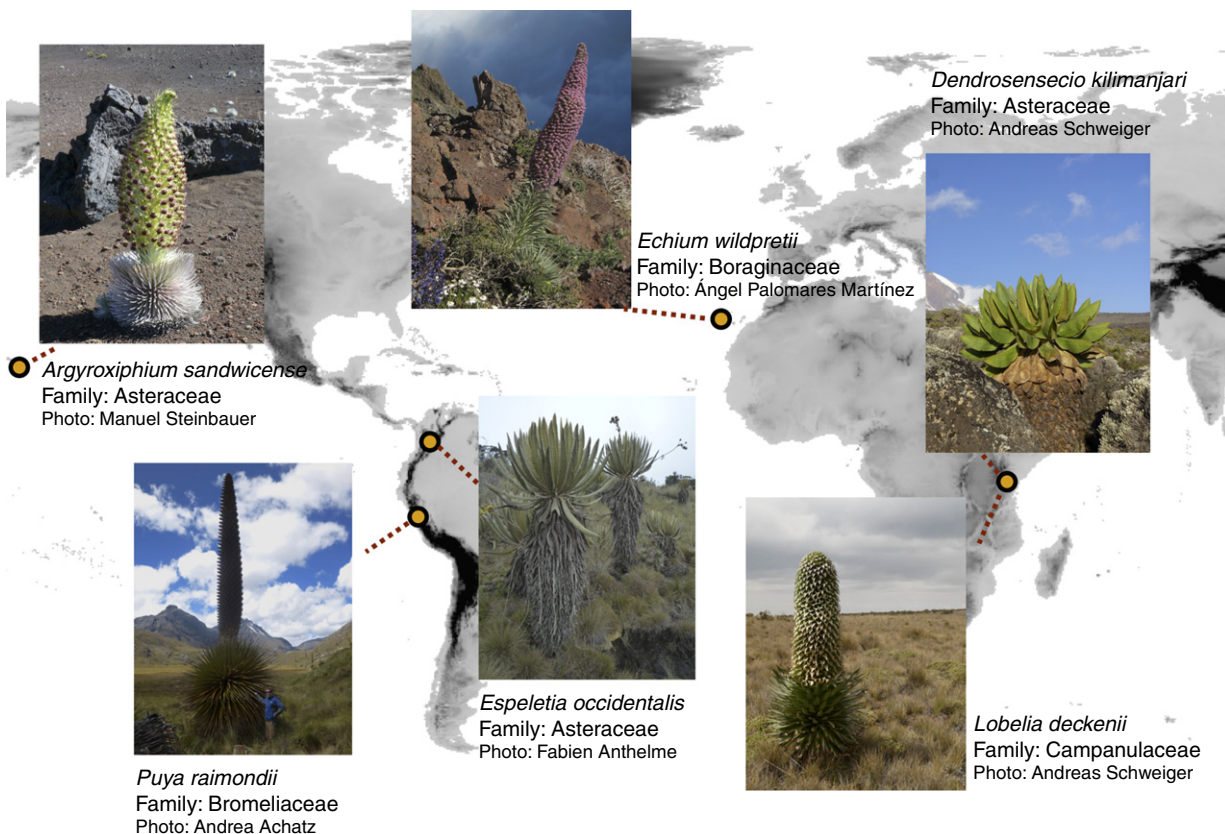 Dendrosensecio kilimanjari
Family: Asteraceae
Photo: Andreas Schweiger
Echium wildpretii
Family: Boraginaceae
Photo: Ángel Palomares Martínez
Argyroxiphium sandwicense
Family: Asteraceae
Photo: Manuel Steinbauer
Espeletia occidentalis
Family: Asteraceae
Photo: Fabien Anthelme
Lobelia deckenii
Family: Campanulaceae
Photo: Andreas Schweiger
Puya raimondii
Family: Bromeliaceae
Photo: Andrea Achatz